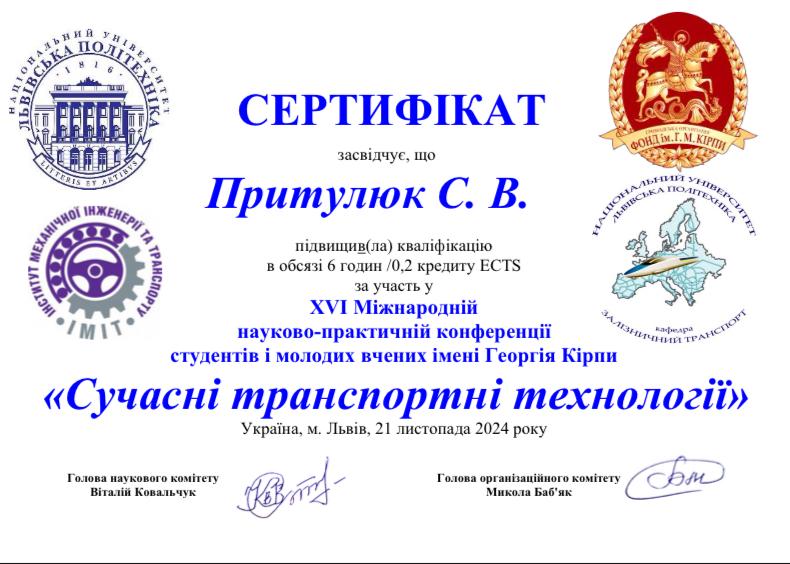 НАЦІОНАЛЬНИЙ УНІВЕРСИТЕТ
ЛЬВІВСЬКА ПОЛІТЕХНІКА
· 1816 ·
LITTERIS ET ARTIBUS
ГРОМАДСЬКА ОРГАНІЗАЦІЯ
ФОНД ім. Г. М. КІРПИ
СЕРТИФІКАТ
засвідчує, що
Притулюк С. В.
ІНСТИТУТ МЕХАНІЧНОЇ ІНЖЕНЕРІЇ ТА ТРАНСПОРТУ
· ІМІТ ·
НАЦІОНАЛЬНИЙ УНІВЕРСИТЕТ
ЛЬВІВСЬКА ПОЛІТЕХНІКА
кафедра
ЗАЛІЗНИЧНИЙ ТРАНСПОРТ
підвищив(ла) кваліфікацію
в обсязі 6 годин /0,2 кредиту ECTS
за участь у
XVI Міжнародній
науково-практичній конференції
студентів і молодих вчених імені Георгія Кірпи
«Сучасні транспортні технології»
Україна, м. Львів, 21 листопада 2024 року
Голова наукового комітету
Віталій Ковальчук
Голова організаційного комітету
Микола Баб'як